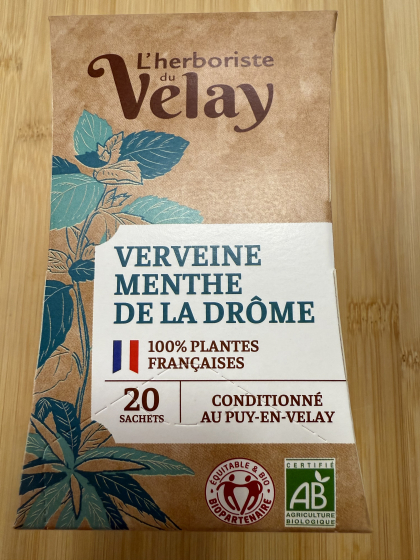 L'herboriste
du
Velay
VERVEINE
MENTHE
DE LA DRÔME
100% PLANTES
FRANÇAISES
20
SACHETS
CONDITIONNÉ
AU PUY-EN-VELAY
• ÉQUITABLE & BIO •
BIOPARTENAIRE
CERTIFIÉ
AB
AGRICULTURE
BIOLOGIQUE